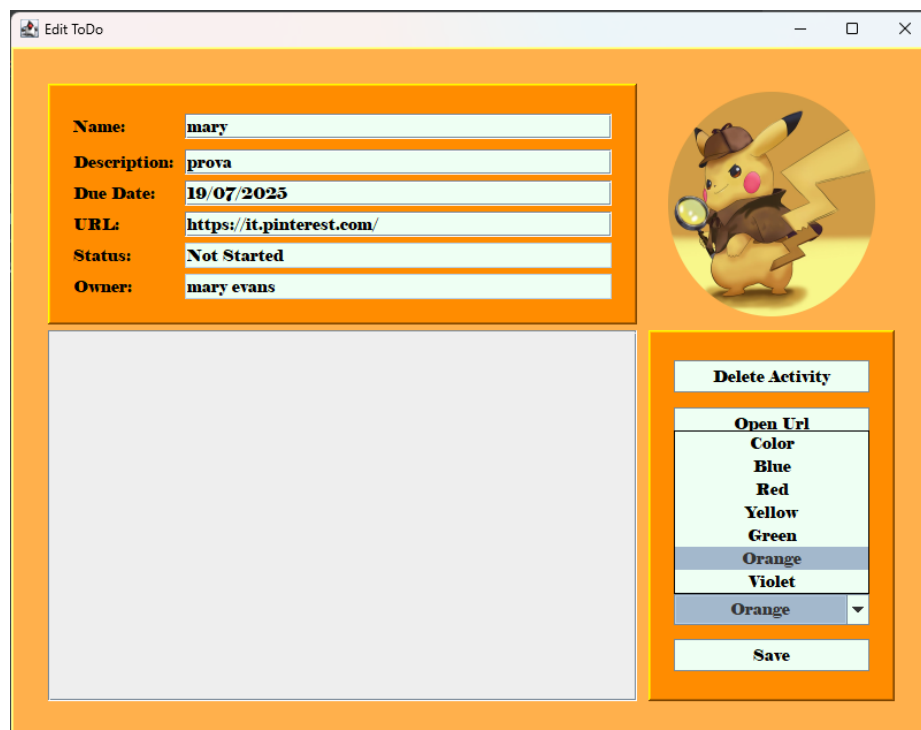 Edit ToDo
Name: mary
Description: prova
Due Date: 19/07/2025
URL: https://it.pinterest.com/
Status: Not Started
Owner: mary evans
Delete Activity
Open Url
Color
Blue
Red
Yellow
Green
Orange
Violet
Orange
Save